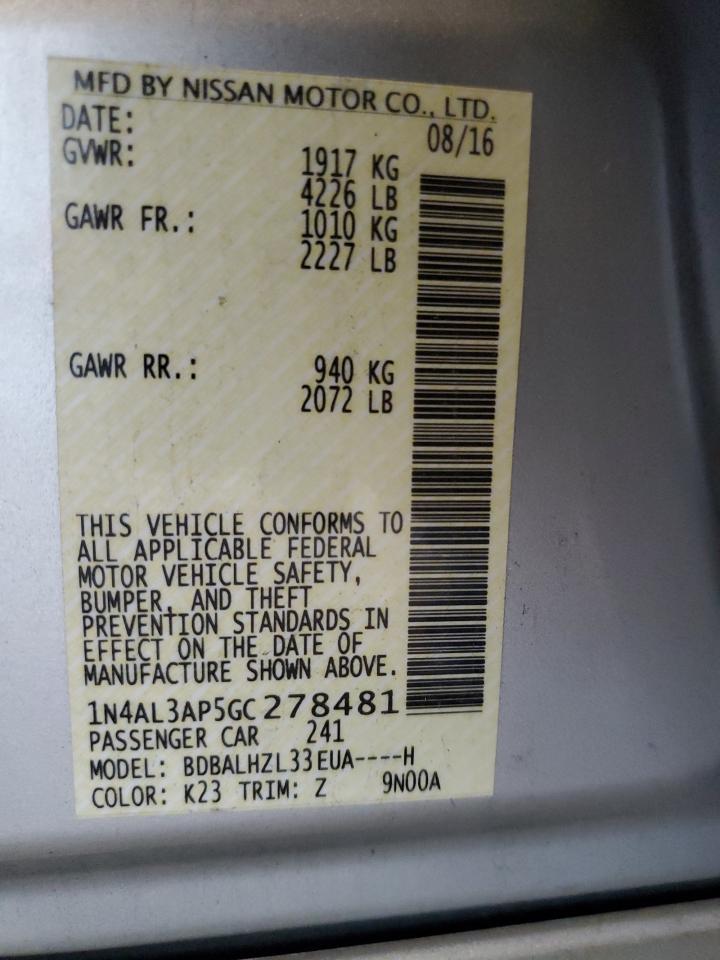 MFD BY NISSAN MOTOR CO., LTD.
DATE: 08/16
GVWR: 1917 KG
4226 LB
GAWR FR.: 1010 KG
2227 LB
GAWR RR.: 940 KG
2072 LB
THIS VEHICLE CONFORMS TO
ALL APPLICABLE FEDERAL
MOTOR VEHICLE SAFETY,
BUMPER, AND THEFT
PREVENTION STANDARDS IN
EFFECT ON THE DATE OF
MANUFACTURE SHOWN ABOVE.
1N4AL3AP5GC278481
PASSENGER CAR 241
MODEL: BDBALHZL33EUA----H
COLOR: K23 TRIM: Z 9N00A